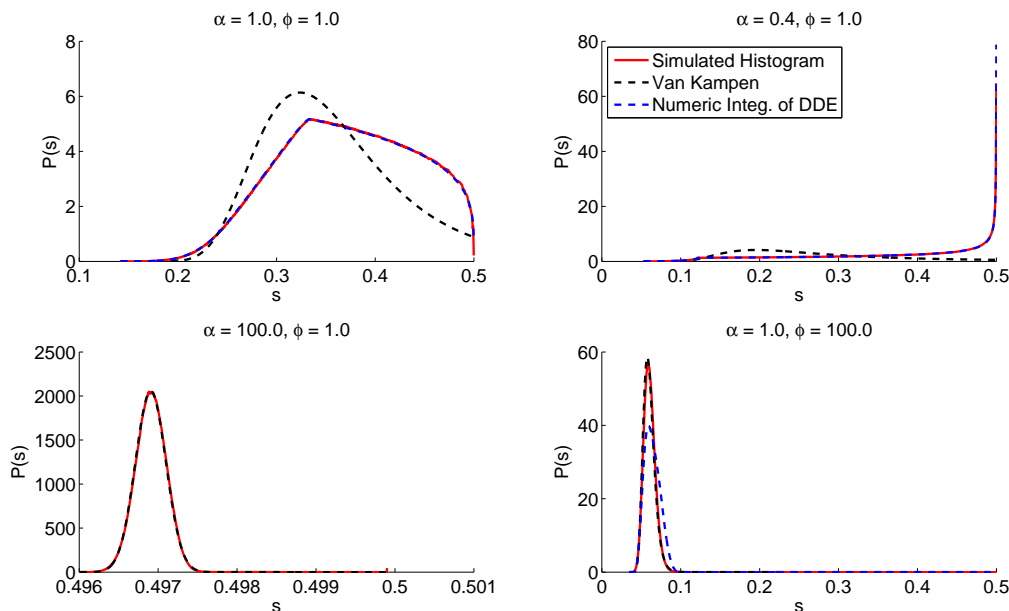 α = 1.0, ϕ = 1.0
8
6
4
2
0
P(s)
0.1 0.2 0.3 0.4 0.5
s
α = 0.4, ϕ = 1.0
80
60
40
20
0
P(s)
Simulated Histogram
Van Kampen
Numeric Integ. of DDE
0 0.1 0.2 0.3 0.4 0.5
s
α = 100.0, ϕ = 1.0
2500
2000
1500
1000
500
0
P(s)
0.496 0.497 0.498 0.499 0.5 0.501
s
α = 1.0, ϕ = 100.0
60
40
20
0
P(s)
0 0.1 0.2 0.3 0.4 0.5
s